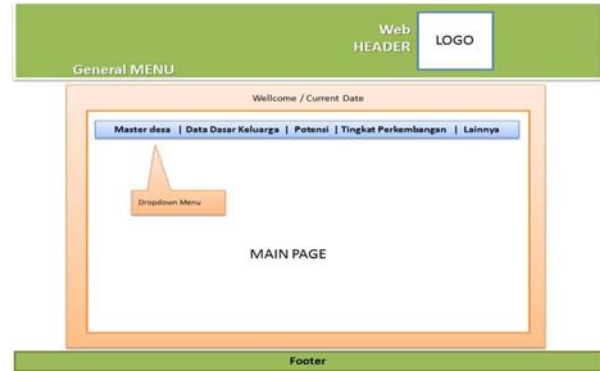 Web
HEADER
LOGO
General MENU
Wellcome / Current Date
Master desa | Data Dasar Keluarga | Potensi | Tingkat Perkembangan | Lainnya
Dropdown Menu
MAIN PAGE
Footer